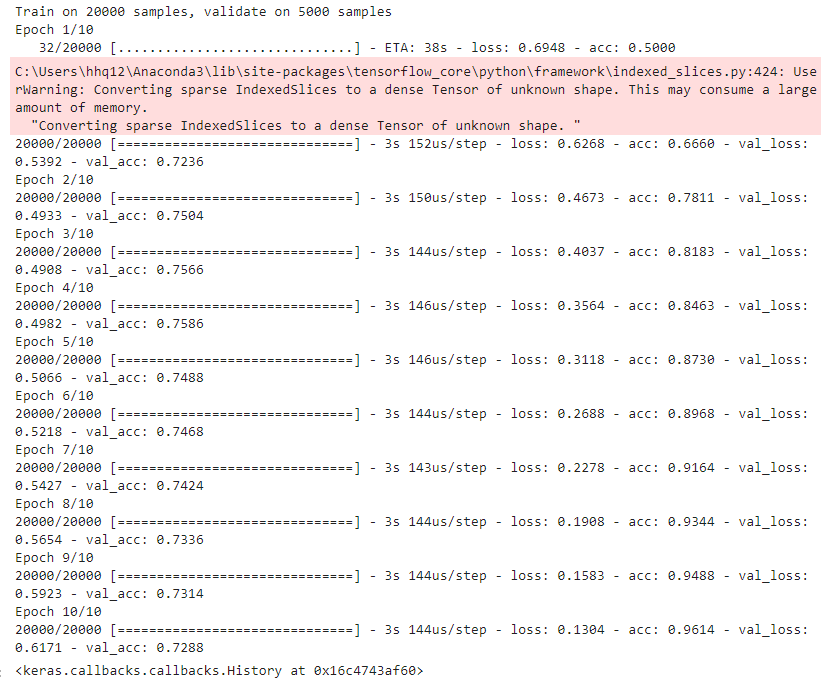 Train on 20000 samples, validate on 5000 samples
Epoch 1/10
   32/20000 [..............................] - ETA: 38s - loss: 0.6948 - acc: 0.5000
C:\Users\hhq12\Anaconda3\lib\site-packages\tensorflow_core\python\framework\indexed_slices.py:424: Use
rWarning: Converting sparse IndexedSlices to a dense Tensor of unknown shape. This may consume a large
amount of memory.
  "Converting sparse IndexedSlices to a dense Tensor of unknown shape. "
20000/20000 [==============================] - 3s 152us/step - loss: 0.6268 - acc: 0.6660 - val_loss:
0.5392 - val_acc: 0.7236
Epoch 2/10
20000/20000 [==============================] - 3s 150us/step - loss: 0.4673 - acc: 0.7811 - val_loss:
0.4933 - val_acc: 0.7504
Epoch 3/10
20000/20000 [==============================] - 3s 144us/step - loss: 0.4037 - acc: 0.8183 - val_loss:
0.4908 - val_acc: 0.7566
Epoch 4/10
20000/20000 [==============================] - 3s 146us/step - loss: 0.3564 - acc: 0.8463 - val_loss:
0.4982 - val_acc: 0.7586
Epoch 5/10
20000/20000 [==============================] - 3s 146us/step - loss: 0.3118 - acc: 0.8730 - val_loss:
0.5066 - val_acc: 0.7488
Epoch 6/10
20000/20000 [==============================] - 3s 144us/step - loss: 0.2688 - acc: 0.8968 - val_loss:
0.5218 - val_acc: 0.7468
Epoch 7/10
20000/20000 [==============================] - 3s 143us/step - loss: 0.2278 - acc: 0.9164 - val_loss:
0.5427 - val_acc: 0.7424
Epoch 8/10
20000/20000 [==============================] - 3s 144us/step - loss: 0.1908 - acc: 0.9344 - val_loss:
0.5654 - val_acc: 0.7336
Epoch 9/10
20000/20000 [==============================] - 3s 144us/step - loss: 0.1583 - acc: 0.9488 - val_loss:
0.5923 - val_acc: 0.7314
Epoch 10/10
20000/20000 [==============================] - 3s 144us/step - loss: 0.1304 - acc: 0.9614 - val_loss:
0.6171 - val_acc: 0.7288
<keras.callbacks.callbacks.History at 0x16c4743af60>